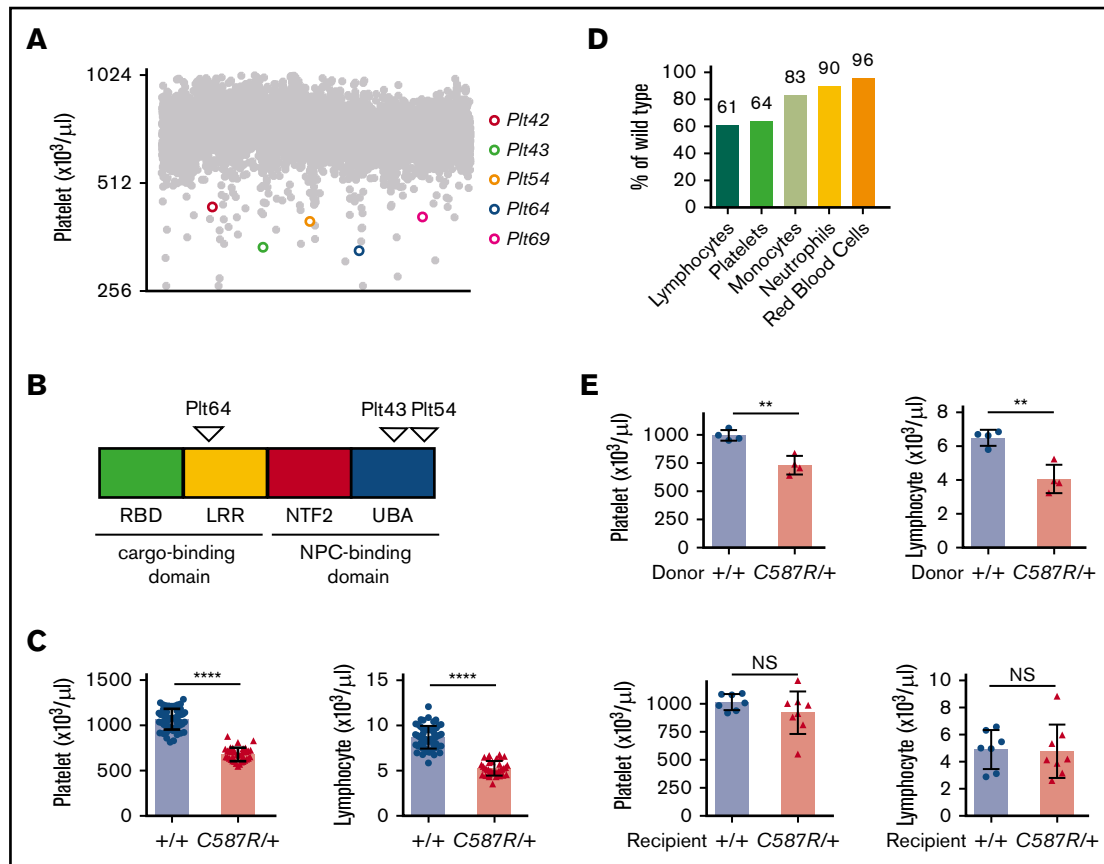 A
Platelet (x10³/µl)
1024
512
256
Plt42
Plt43
Plt54
Plt64
Plt69
B
Plt64 Plt43 Plt54
RBD LRR NTF2 UBA
cargo-binding NPC-binding
domain domain
C
Platelet (x10³/µl)
1500
1000
500
0
****
+/+ C587R/+
Lymphocyte (x10³/µl)
15
10
5
0
****
+/+ C587R/+
D
% of wild type
100
80
60
40
20
0
61 64 83 90 96
Lymphocytes
Platelets
Monocytes
Neutrophils
Red Blood Cells
E
Platelet (x10³/µl)
1000
750
500
250
0
**
Donor +/+ C587R/+
Lymphocyte (x10³/µl)
8
6
4
2
0
**
Donor +/+ C587R/+
Platelet (x10³/µl)
1000
750
500
250
0
NS
Recipient +/+ C587R/+
Lymphocyte (x10³/µl)
10
8
6
4
2
0
NS
Recipient +/+ C587R/+